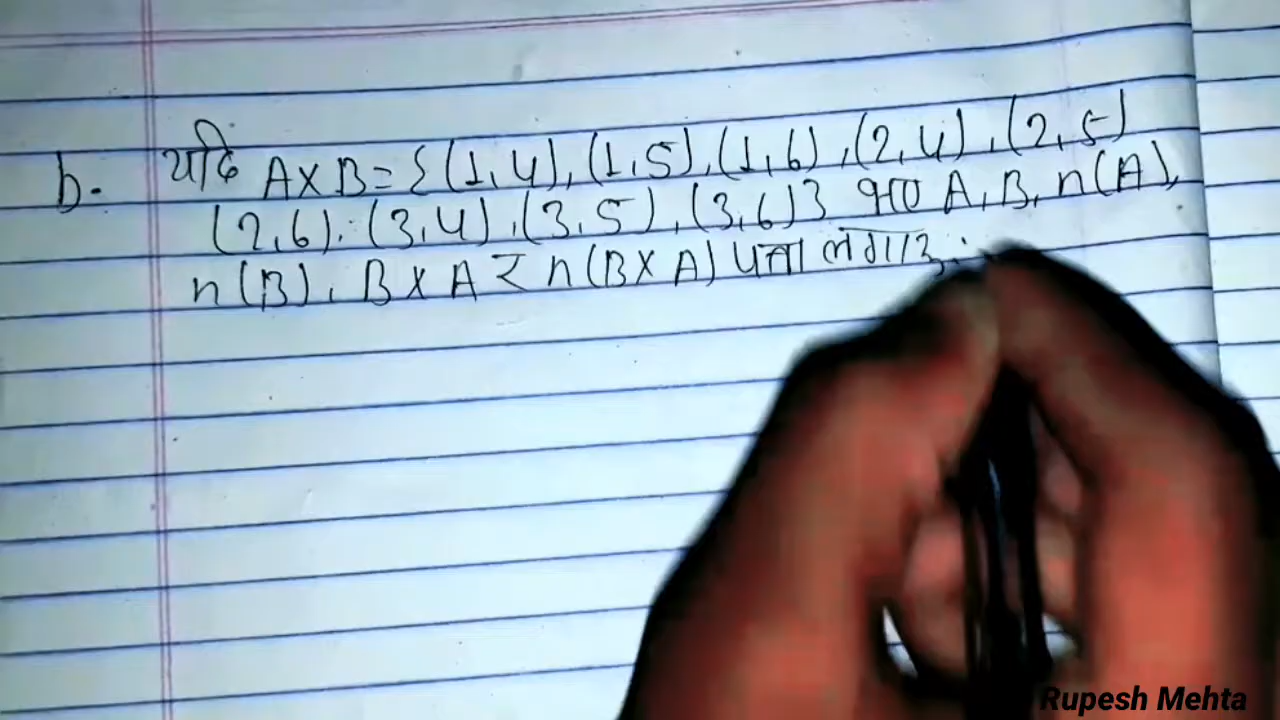 b. यदि A×B = {(1,4), (1,5), (1,6), (2,4), (2,5)
(2,6), (3,4), (3,5), (3,6)} भए A, B, n(A),
n(B), B×A र n(B×A) पत्ता लगाउ
Rupesh Mehta